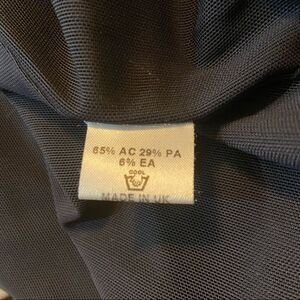 65% AC 29% PA
6% EA
COOL
MADE IN UK